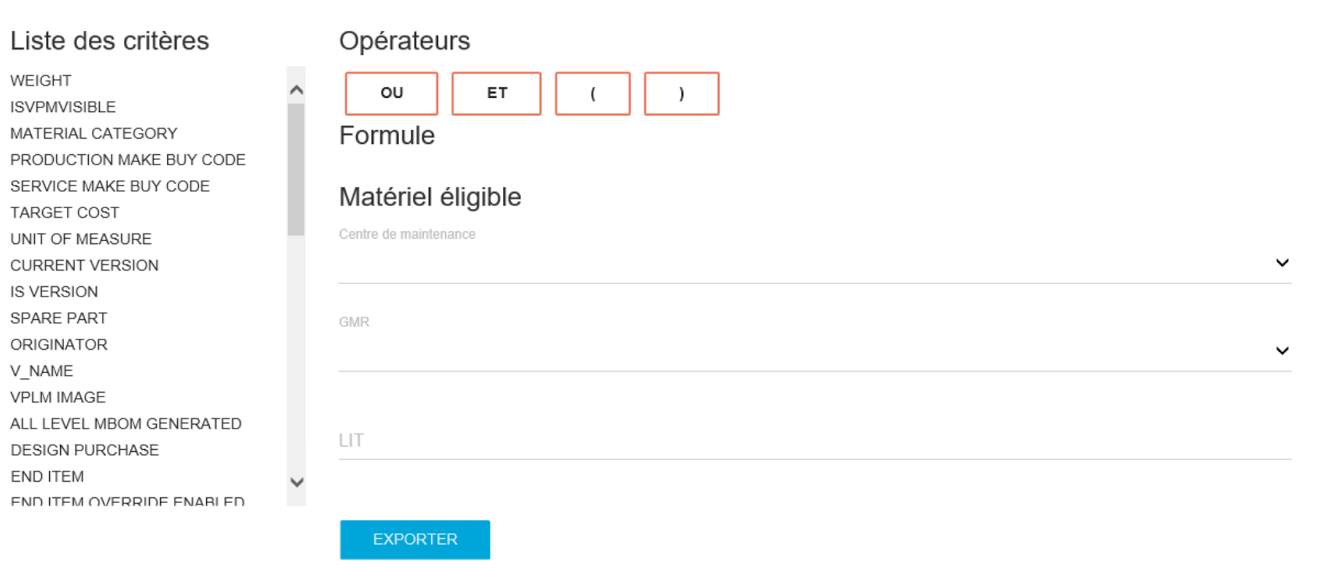 Liste des critères
WEIGHT
ISVPMVISIBLE
MATERIAL CATEGORY
PRODUCTION MAKE BUY CODE
SERVICE MAKE BUY CODE
TARGET COST
UNIT OF MEASURE
CURRENT VERSION
IS VERSION
SPARE PART
ORIGINATOR
V_NAME
VPLM IMAGE
ALL LEVEL MBOM GENERATED
DESIGN PURCHASE
END ITEM
END ITEM OVERRIDE ENABLED
Opérateurs
OU ET ( )
Formule
Matériel éligible
Centre de maintenance
GMR
LIT
EXPORTER